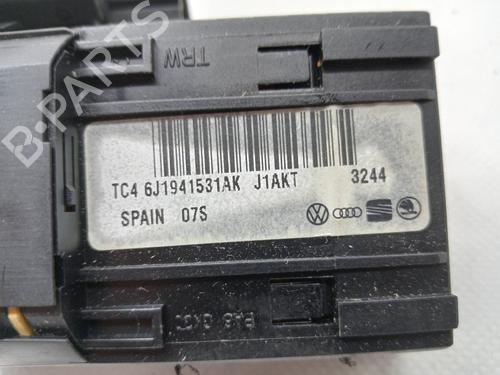 TRW
TC4 6J1941531AK J1AKT 3244
SPAIN 07S
B-PARTS